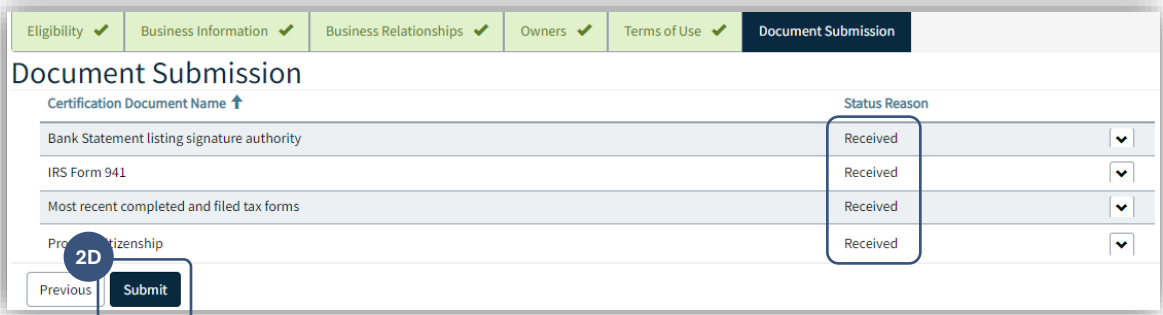 Eligibility ✔ Business Information ✔ Business Relationships ✔ Owners ✔ Terms of Use ✔ Document Submission
Document Submission
Certification Document Name ↑ Status Reason
Bank Statement listing signature authority Received
IRS Form 941 Received
Most recent completed and filed tax forms Received
Received
2D
Previous Submit